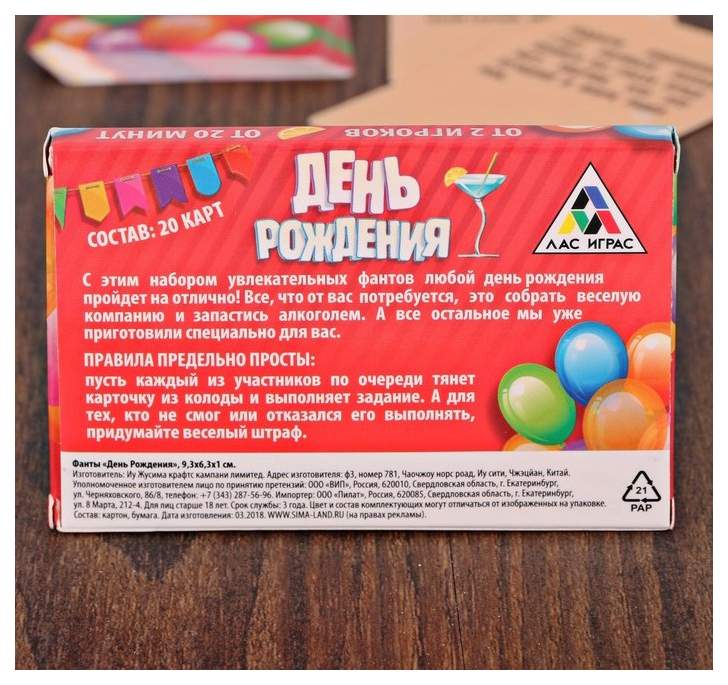 ОТ 2 ИГРОКОВ
ОТ 20 МИНУТ
ДЕНЬ
РОЖДЕНИЯ
СОСТАВ: 20 КАРТ
ЛАС ИГРАС
С этим набором увлекательных фантов любой день рождения
пройдет на отлично! Все, что от вас потребуется, это собрать веселую
компанию и запастись алкоголем. А все остальное мы уже
приготовили специально для вас.
ПРАВИЛА ПРЕДЕЛЬНО ПРОСТЫ:
пусть каждый из участников по очереди тянет
карточку из колоды и выполняет задание. А для
тех, кто не смог или отказался его выполнять,
придумайте веселый штраф.
Фанты «День Рождения», 9,3х6,3х1 см.
Изготовитель: Иу Жусима крафтс кампани лимитед. Адрес изготовителя: ф3, номер 781, Чаочжоу норс роад, Иу сити, Чжэцзян, Китай.
Уполномоченное изготовителем лицо по принятию претензий: ООО «ВИП», Россия, 620010, Свердловская область, г. Екатеринбург,
ул. Черняховского, 86/8, телефон: +7 (343) 287-56-96. Импортер: ООО «Пилат», Россия, 620085, Свердловская область, г. Екатеринбург,
ул. 8 Марта, 212-4. Для лиц старше 18 лет. Срок службы: 3 года. Цвет и состав комплектующих могут отличаться от изображенных на упаковке.
Состав: картон, бумага. Дата изготовления: 03.2018. WWW.SIMA-LAND.RU (на правах рекламы).
21
PAP